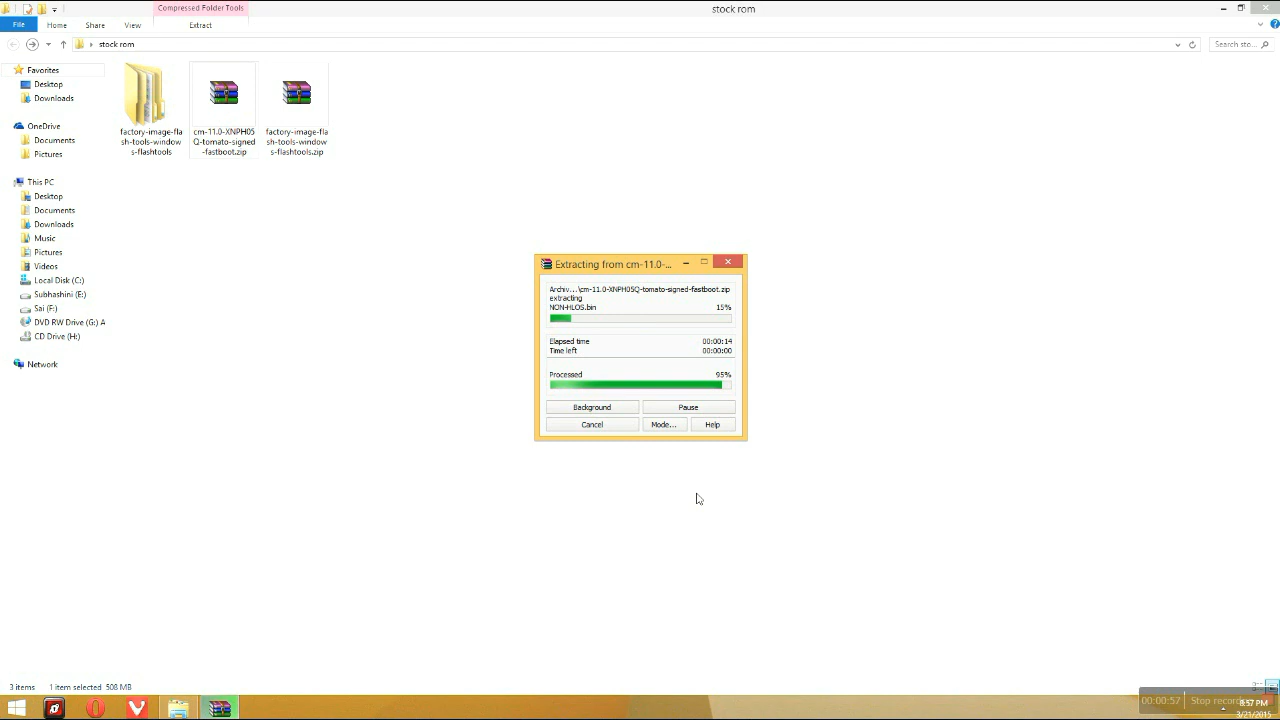 Compressed Folder Tools
stock rom
File
Home
Share
View
Extract
stock rom
Search sto...
Favorites
Desktop
Downloads
OneDrive
Documents
Pictures
This PC
Desktop
Documents
Downloads
Music
Pictures
Videos
Local Disk (C:)
Subhashini (E:)
Sai (F:)
DVD RW Drive (G:) A
CD Drive (H:)
Network
factory-image-fla
sh-tools-window
s-flashtools
cm-11.0-XNPH05
Q-tomato-signed
-fastboot.zip
factory-image-fla
sh-tools-window
s-flashtools.zip
Extracting from cm-11.0-...
Archiv...\cm-11.0-XNPH05Q-tomato-signed-fastboot.zip
extracting
NON-HLOS.bin 15%
Elapsed time 00:00:14
Time left 00:00:00
Processed 95%
Background
Pause
Cancel
Mode...
Help
3 items
1 item selected 508 MB
00:00:57
Stop recording
8:57 PM
3/21/2015